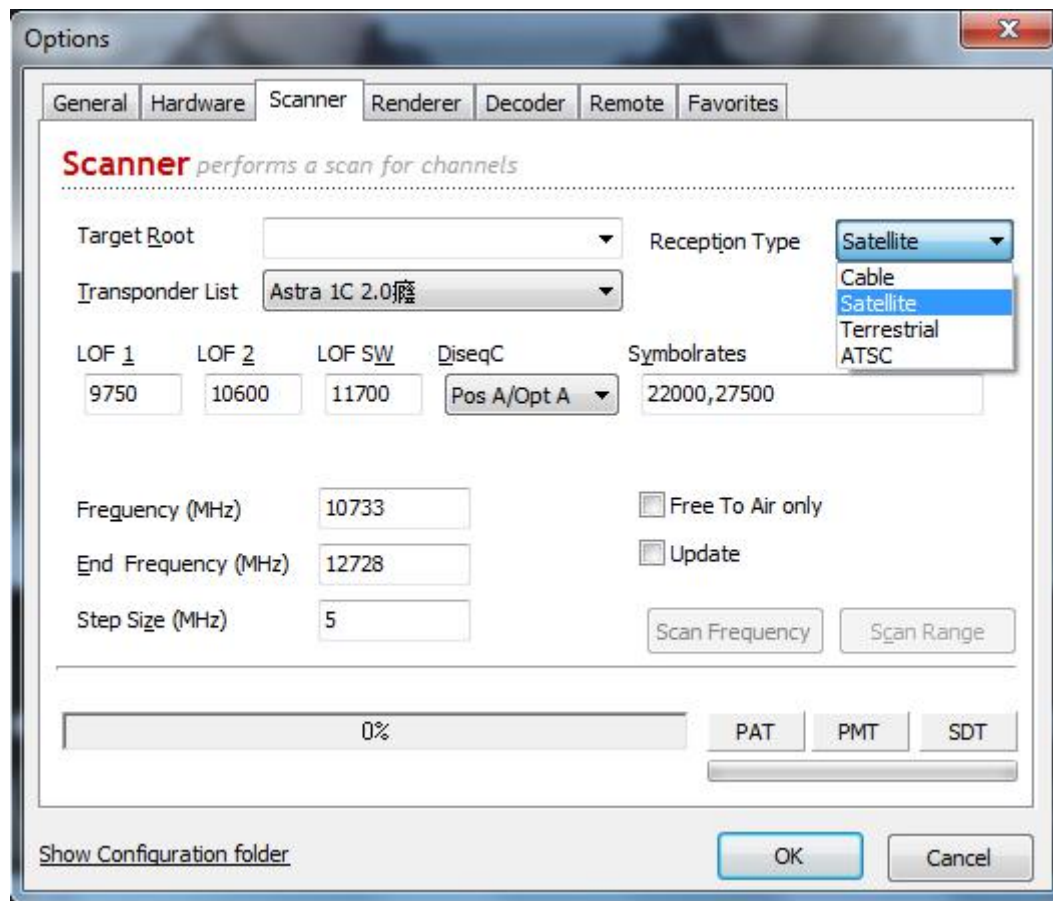 Options
General Hardware Scanner Renderer Decoder Remote Favorites
Scanner performs a scan for channels
Target Root Reception Type Satellite
Cable
Satellite
Terrestrial
ATSC
Transponder List Astra 1C 2.0癊
LOF 1 LOF 2 LOF SW DiseqC Symbolrates
9750 10600 11700 Pos A/Opt A 22000,27500
Frequency (MHz) 10733 Free To Air only
End Frequency (MHz) 12728 Update
Step Size (MHz) 5 Scan Frequency Scan Range
0% PAT PMT SDT
Show Configuration folder OK Cancel